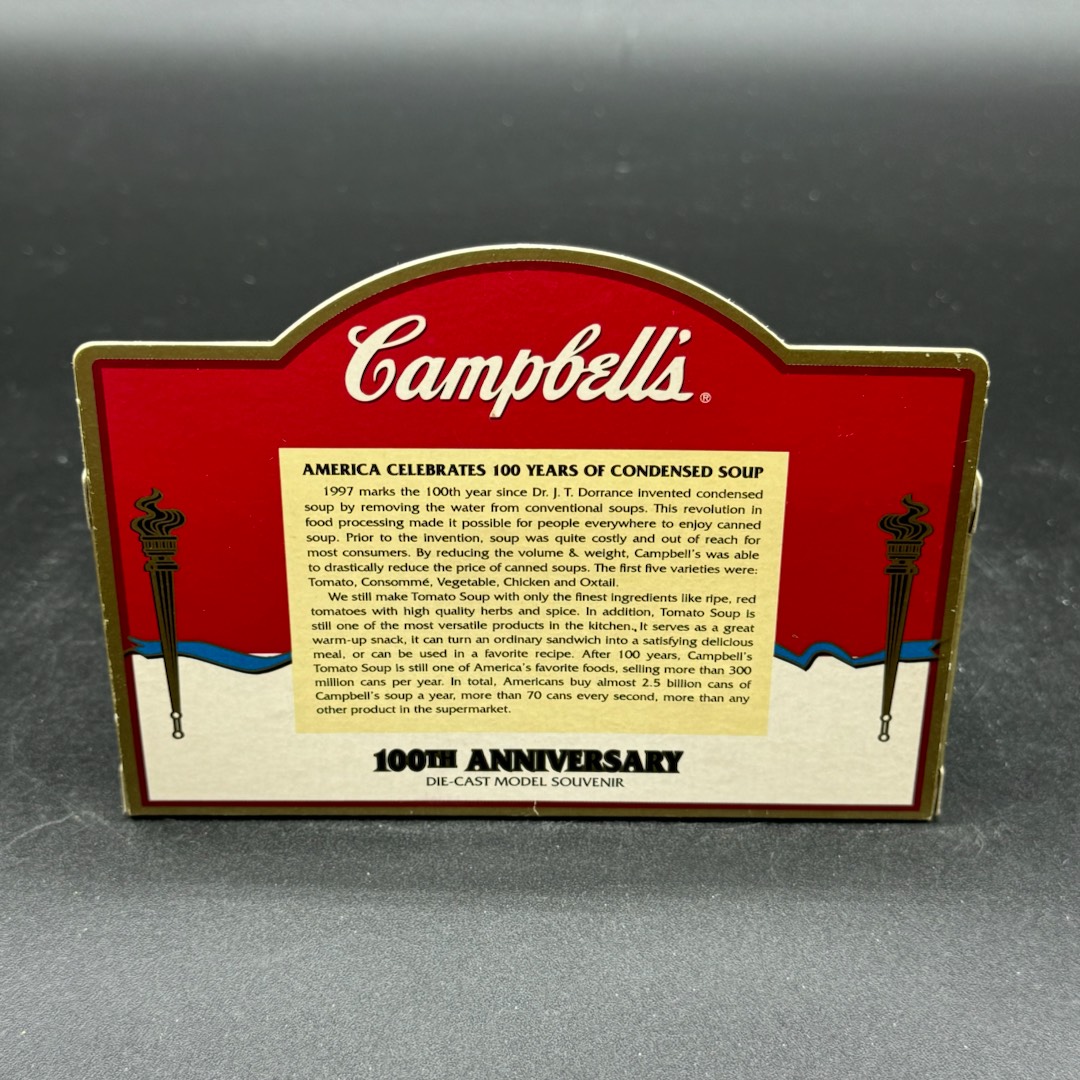 Campbell's®
AMERICA CELEBRATES 100 YEARS OF CONDENSED SOUP
1997 marks the 100th year since Dr. J. T. Dorrance invented condensed
soup by removing the water from conventional soups. This revolution in
food processing made it possible for people everywhere to enjoy canned
soup. Prior to the invention, soup was quite costly and out of reach for
most consumers. By reducing the volume & weight, Campbell's was able
to drastically reduce the price of canned soups. The first five varieties were:
Tomato, Consommé, Vegetable, Chicken and Oxtail.
We still make Tomato Soup with only the finest ingredients like ripe, red
tomatoes with high quality herbs and spice. In addition, Tomato Soup is
still one of the most versatile products in the kitchen., It serves as a great
warm-up snack, it can turn an ordinary sandwich into a satisfying delicious
meal, or can be used in a favorite recipe. After 100 years, Campbell's
Tomato Soup is still one of America's favorite foods, selling more than 300
million cans per year. In total, Americans buy almost 2.5 billion cans of
Campbell's soup a year, more than 70 cans every second, more than any
other product in the supermarket.
100TH ANNIVERSARY
DIE-CAST MODEL SOUVENIR